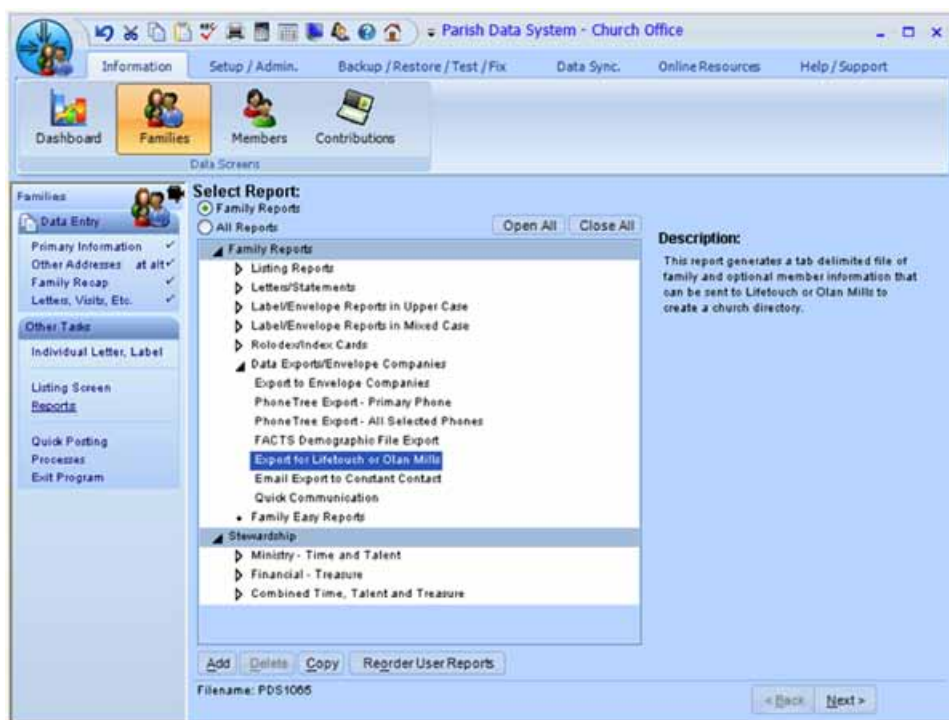 Parish Data System - Church Office
Information Setup / Admin. Backup / Restore / Test / Fix Data Sync. Online Resources Help / Support
Dashboard Families Members Contributions
Data Screens
Families
Data Entry
Primary Information
Other Addresses at alt
Family Recap
Letters, Visits, Etc.
Other Tasks
Individual Letter, Label
Listing Screen
Reports
Quick Posting
Processes
Exit Program
Select Report:
Family Reports
All Reports
Open All Close All
Family Reports
Listing Reports
Letters/Statements
Label/Envelope Reports in Upper Case
Label/Envelope Reports in Mixed Case
Rolodex/Index Cards
Data Exports/Envelope Companies
Export to Envelope Companies
PhoneTree Export - Primary Phone
PhoneTree Export - All Selected Phones
FACTS Demographic File Export
Export for Lifetouch or Olan Mills
Email Export to Constant Contact
Quick Communication
Family Easy Reports
Stewardship
Ministry - Time and Talent
Financial - Treasure
Combined Time, Talent and Treasure
Add Delete Copy Reorder User Reports
Filename: PDS1065
Description:
This report generates a tab delimited file of
family and optional member information that
can be sent to Lifetouch or Olan Mills to
create a church directory.
< Back Next >